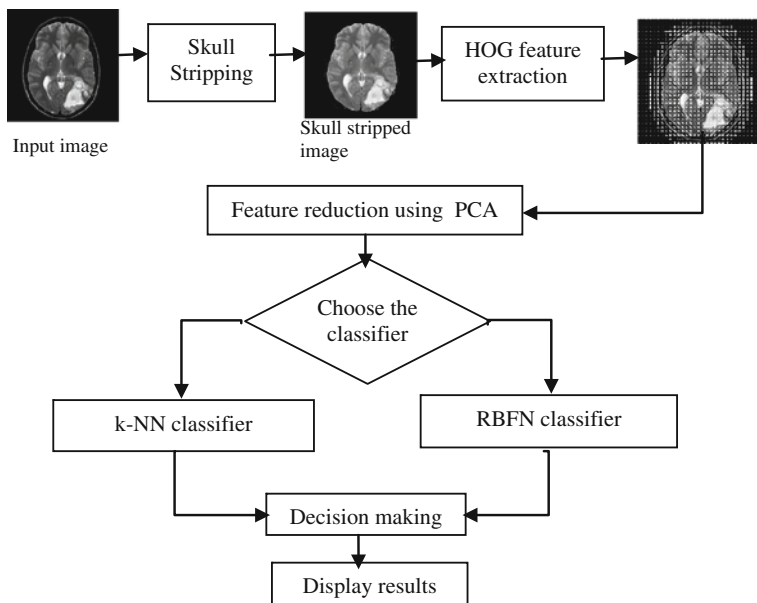 Skull
Stripping
HOG feature
extraction
Input image
Skull stripped
image
Feature reduction using PCA
Choose the
classifier
k-NN classifier
RBFN classifier
Decision making
Display results